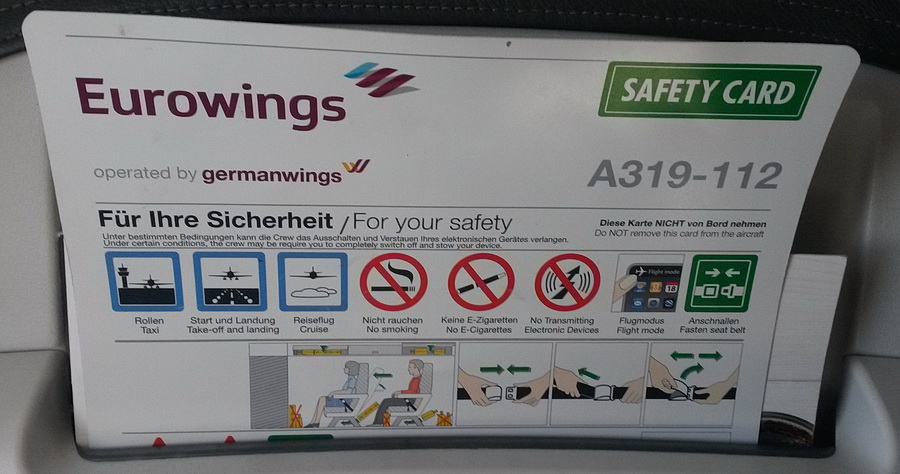 Eurowings
SAFETY CARD
operated by germanwings
A319-112
Für Ihre Sicherheit / For your safety
Diese Karte NICHT von Bord nehmen
Do NOT remove this card from the aircraft
Unter bestimmten Bedingungen kann die Crew das Ausschalten und Verstauen Ihres elektronischen Gerätes verlangen.
Under certain conditions, the crew may be require you to completely switch off and stow your device.
Flight mode
18
Rollen
Taxi
Start und Landung
Take-off and landing
Reiseflug
Cruise
Nicht rauchen
No smoking
Keine E-Zigaretten
No E-Cigarettes
No Transmitting
Electronic Devices
Flugmodus
Flight mode
Anschnallen
Fasten seat belt